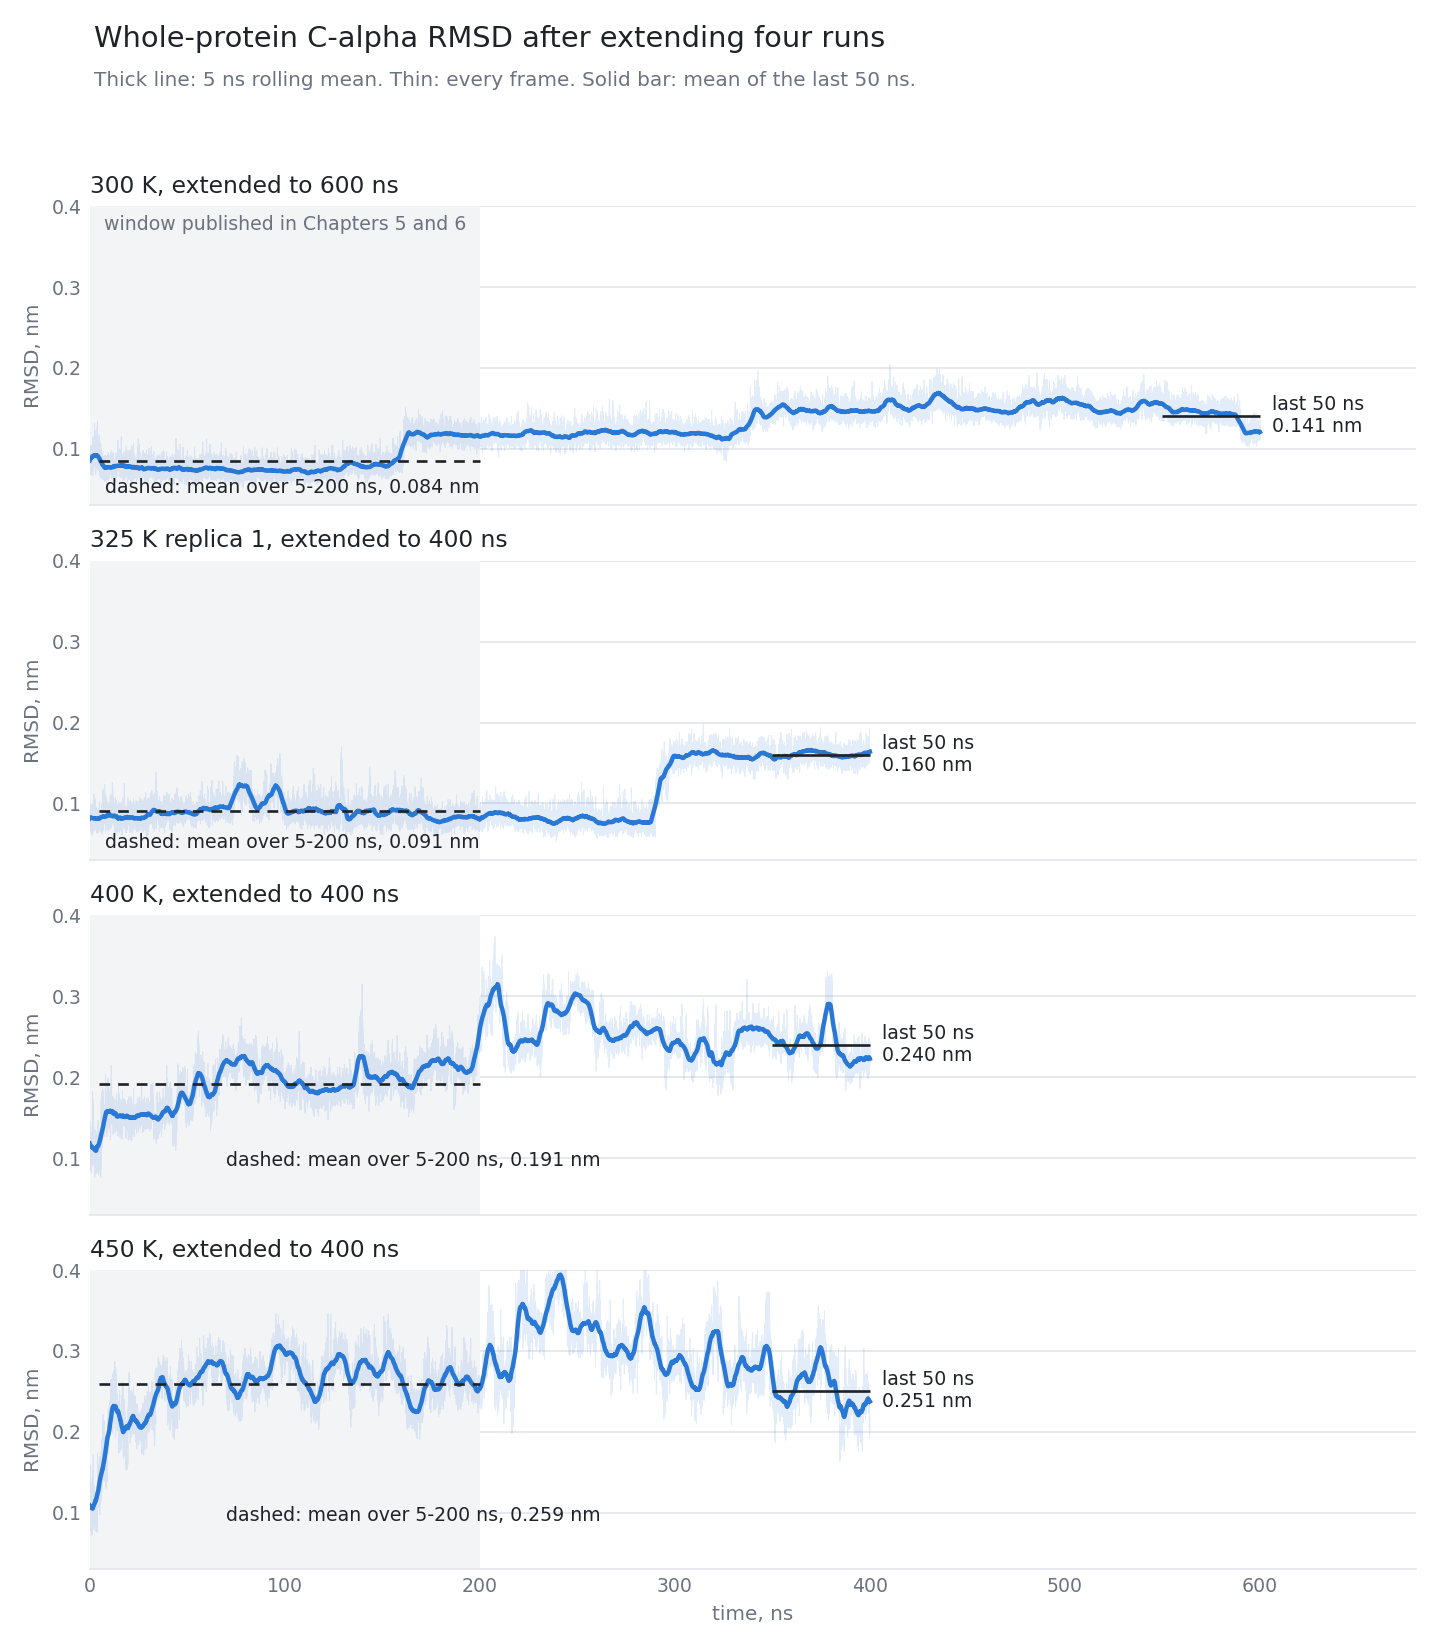 Whole-protein C-alpha RMSD after extending four runs
Thick line: 5 ns rolling mean. Thin: every frame. Solid bar: mean of the last 50 ns.
300 K, extended to 600 ns
0.4
window published in Chapters 5 and 6
0.3
RMSD, nm
0.2
last 50 ns
0.141 nm
0.1
dashed: mean over 5-200 ns, 0.084 nm
325 K replica 1, extended to 400 ns
0.4
0.3
RMSD, nm
0.2
last 50 ns
0.160 nm
0.1
dashed: mean over 5-200 ns, 0.091 nm
400 K, extended to 400 ns
0.4
0.3
RMSD, nm
last 50 ns
0.240 nm
0.2
0.1
dashed: mean over 5-200 ns, 0.191 nm
450 K, extended to 400 ns
0.4
0.3
RMSD, nm
last 50 ns
0.251 nm
0.2
0.1
dashed: mean over 5-200 ns, 0.259 nm
0 100 200 300 400 500 600
time, ns